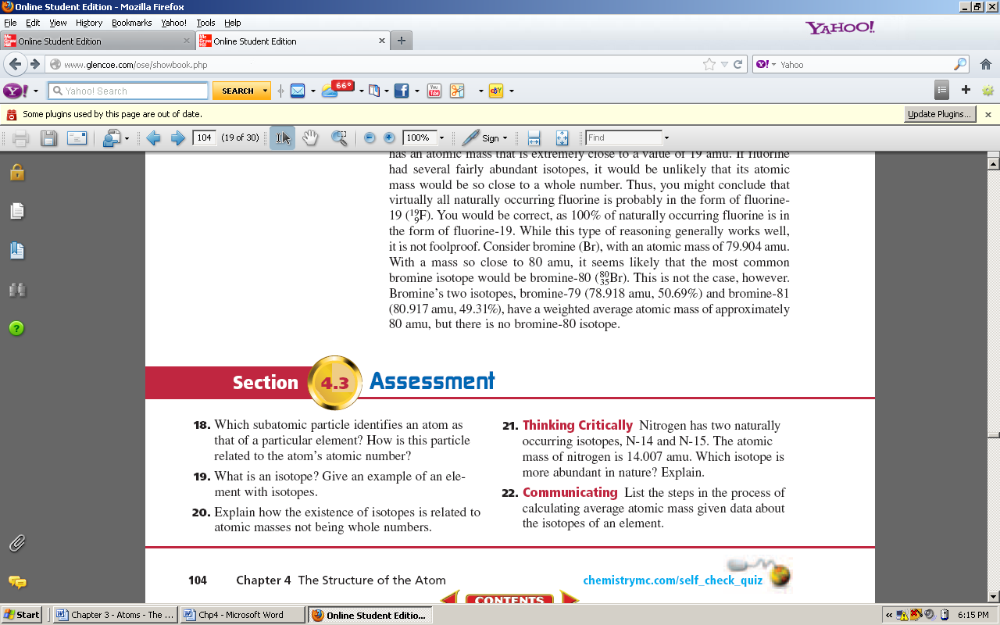 Online Student Edition - Mozilla Firefox
File Edit View History Bookmarks Yahoo! Tools Help
YAHOO!
Online Student Edition
Online Student Edition
www.glencoe.com/ose/showbook.php
Yahoo
Yahoo! Search
SEARCH
66°
Some plugins used by this page are out of date.
Update Plugins...
104 (19 of 30)
100%
Sign
Find
has an atomic mass that is extremely close to a value of 19 amu. If fluorine
had several fairly abundant isotopes, it would be unlikely that its atomic
mass would be so close to a whole number. Thus, you might conclude that
virtually all naturally occurring fluorine is probably in the form of fluorine-
19 (¹⁹₉F). You would be correct, as 100% of naturally occurring fluorine is in
the form of fluorine-19. While this type of reasoning generally works well,
it is not foolproof. Consider bromine (Br), with an atomic mass of 79.904 amu.
With a mass so close to 80 amu, it seems likely that the most common
bromine isotope would be bromine-80 (⁸⁰₃₅Br). This is not the case, however.
Bromine's two isotopes, bromine-79 (78.918 amu, 50.69%) and bromine-81
(80.917 amu, 49.31%), have a weighted average atomic mass of approximately
80 amu, but there is no bromine-80 isotope.
Section 4.3 Assessment
18. Which subatomic particle identifies an atom as
that of a particular element? How is this particle
related to the atom's atomic number?
19. What is an isotope? Give an example of an ele-
ment with isotopes.
20. Explain how the existence of isotopes is related to
atomic masses not being whole numbers.
21. Thinking Critically Nitrogen has two naturally
occurring isotopes, N-14 and N-15. The atomic
mass of nitrogen is 14.007 amu. Which isotope is
more abundant in nature? Explain.
22. Communicating List the steps in the process of
calculating average atomic mass given data about
the isotopes of an element.
104 Chapter 4 The Structure of the Atom
chemistrymc.com/self_check_quiz
CONTENTS
Start
Chapter 3 - Atoms - The ...
Chp4 - Microsoft Word
Online Student Editio...
6:15 PM